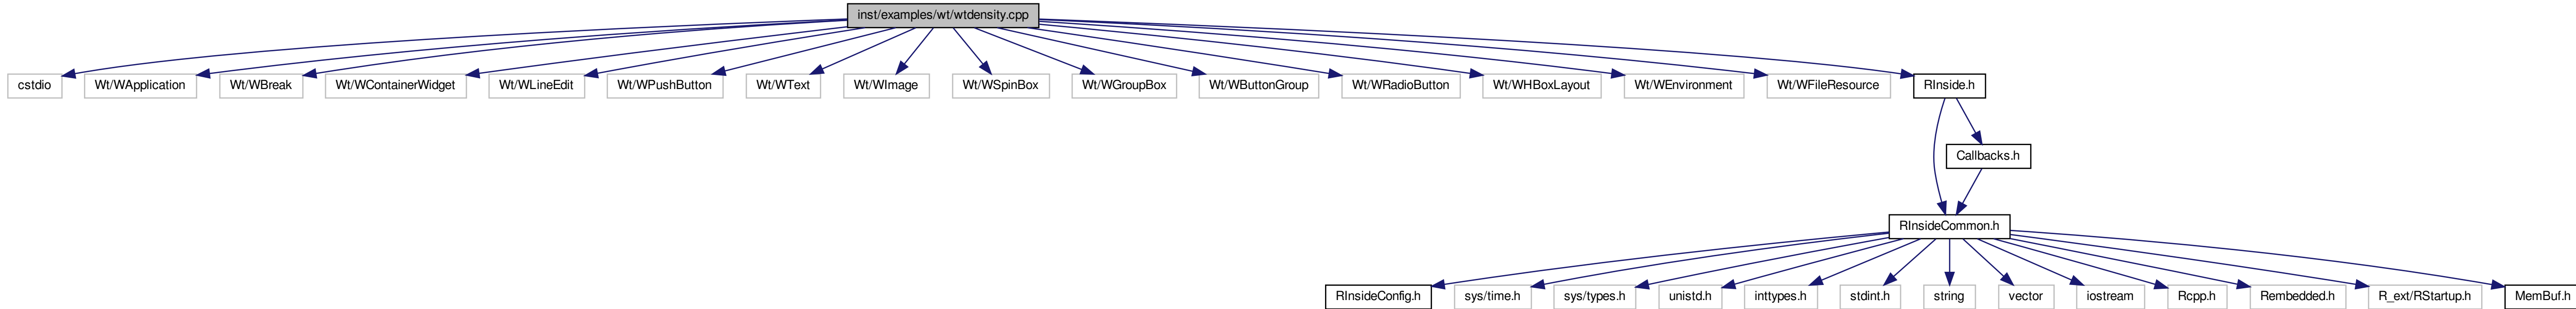 inst/examples/wt/wtdensity.cpp
cstdio
Wt/WApplication
Wt/WBreak
Wt/WContainerWidget
Wt/WLineEdit
Wt/WPushButton
Wt/WText
Wt/WImage
Wt/WSpinBox
Wt/WGroupBox
Wt/WButtonGroup
Wt/WRadioButton
Wt/WHBoxLayout
Wt/WEnvironment
Wt/WFileResource
RInside.h
Callbacks.h
RInsideCommon.h
RInsideConfig.h
sys/time.h
sys/types.h
unistd.h
inttypes.h
stdint.h
string
vector
iostream
Rcpp.h
Rembedded.h
R_ext/RStartup.h
MemBuf.h